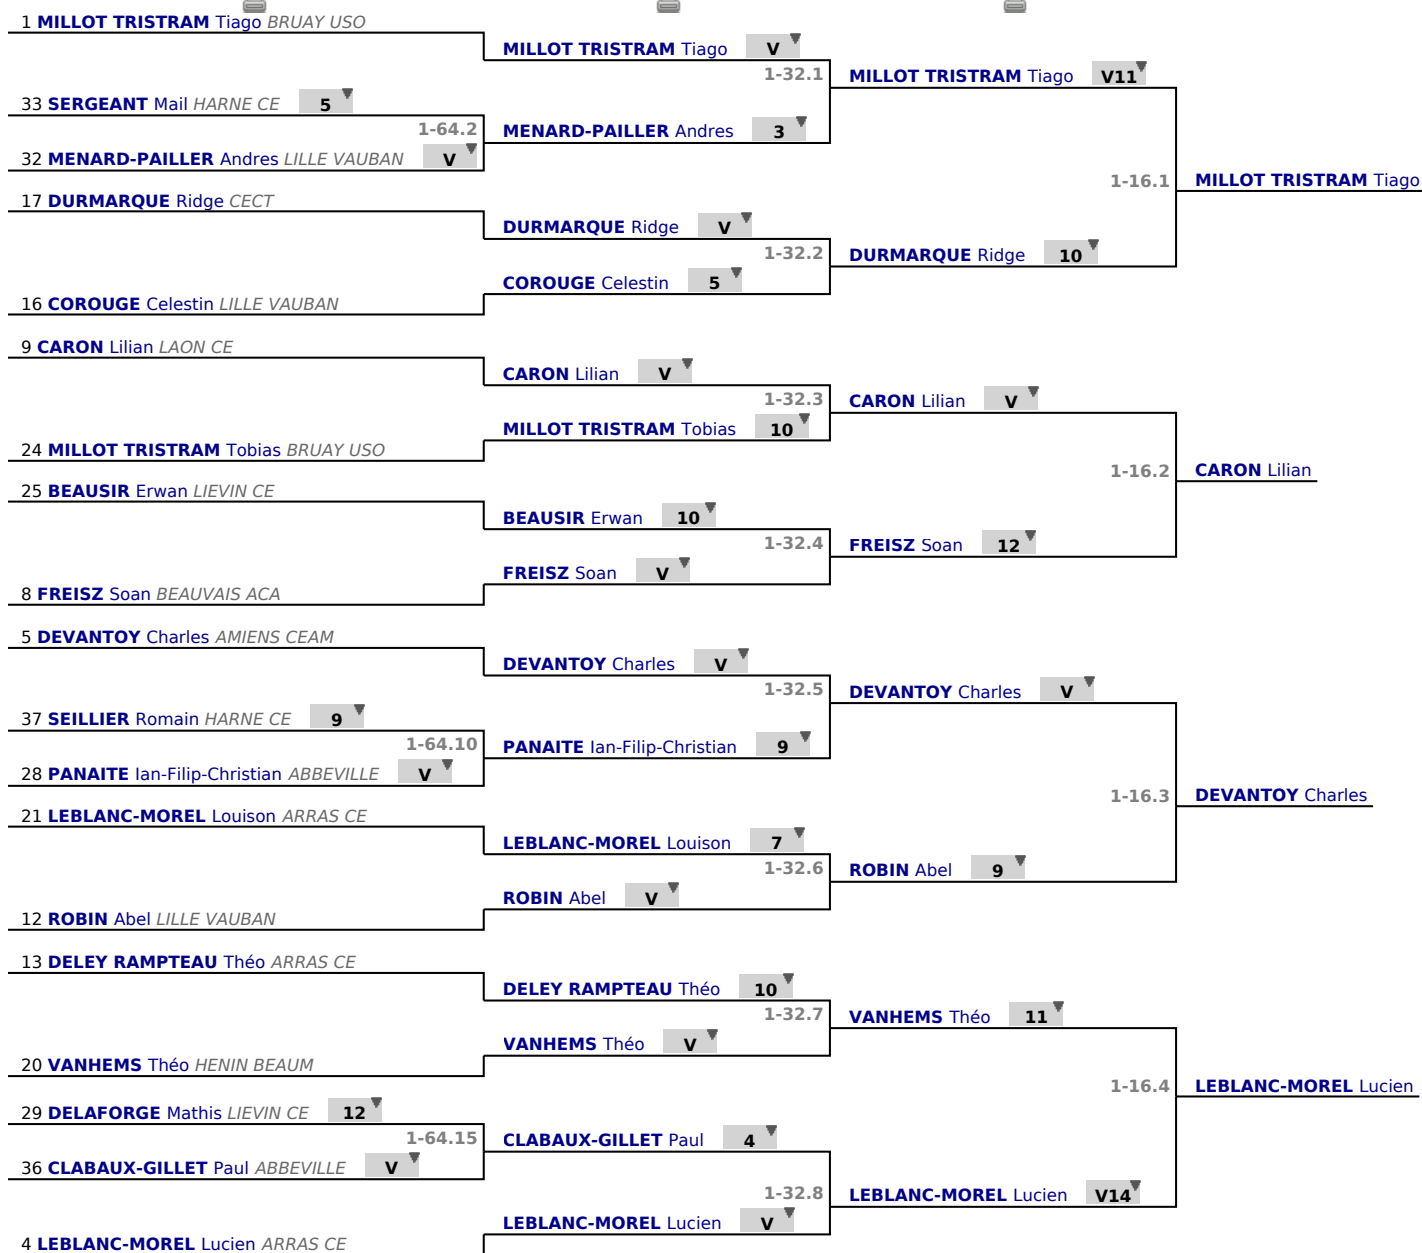 1 MILLOT TRISTRAM Tiago BRUAY USO
MILLOT TRISTRAM Tiago V
1-32.1
MILLOT TRISTRAM Tiago V11
33 SERGEANT Mail HARNE CE 5
1-64.2
MENARD-PAILLER Andres 3
32 MENARD-PAILLER Andres LILLE VAUBAN V
1-16.1
MILLOT TRISTRAM Tiago
17 DURMARQUE Ridge CECT
DURMARQUE Ridge V
1-32.2
DURMARQUE Ridge 10
COROUGE Celestin 5
16 COROUGE Celestin LILLE VAUBAN
9 CARON Lilian LAON CE
CARON Lilian V
1-32.3
CARON Lilian V
MILLOT TRISTRAM Tobias 10
24 MILLOT TRISTRAM Tobias BRUAY USO
1-16.2
CARON Lilian
25 BEAUSIR Erwan LIEVIN CE
BEAUSIR Erwan 10
1-32.4
FREISZ Soan 12
FREISZ Soan V
8 FREISZ Soan BEAUVAIS ACA
5 DEVANTOY Charles AMIENS CEAM
DEVANTOY Charles V
1-32.5
DEVANTOY Charles V
37 SEILLIER Romain HARNE CE 9
1-64.10
PANAITE Ian-Filip-Christian 9
28 PANAITE Ian-Filip-Christian ABBEVILLE V
1-16.3
DEVANTOY Charles
21 LEBLANC-MOREL Louison ARRAS CE
LEBLANC-MOREL Louison 7
1-32.6
ROBIN Abel 9
ROBIN Abel V
12 ROBIN Abel LILLE VAUBAN
13 DELEY RAMPTEAU Théo ARRAS CE
DELEY RAMPTEAU Théo 10
1-32.7
VANHEMS Théo 11
VANHEMS Théo V
20 VANHEMS Théo HENIN BEAUM
1-16.4
LEBLANC-MOREL Lucien
29 DELAFORGE Mathis LIEVIN CE 12
1-64.15
CLABAUX-GILLET Paul 4
36 CLABAUX-GILLET Paul ABBEVILLE V
1-32.8
LEBLANC-MOREL Lucien V14
LEBLANC-MOREL Lucien V
4 LEBLANC-MOREL Lucien ARRAS CE